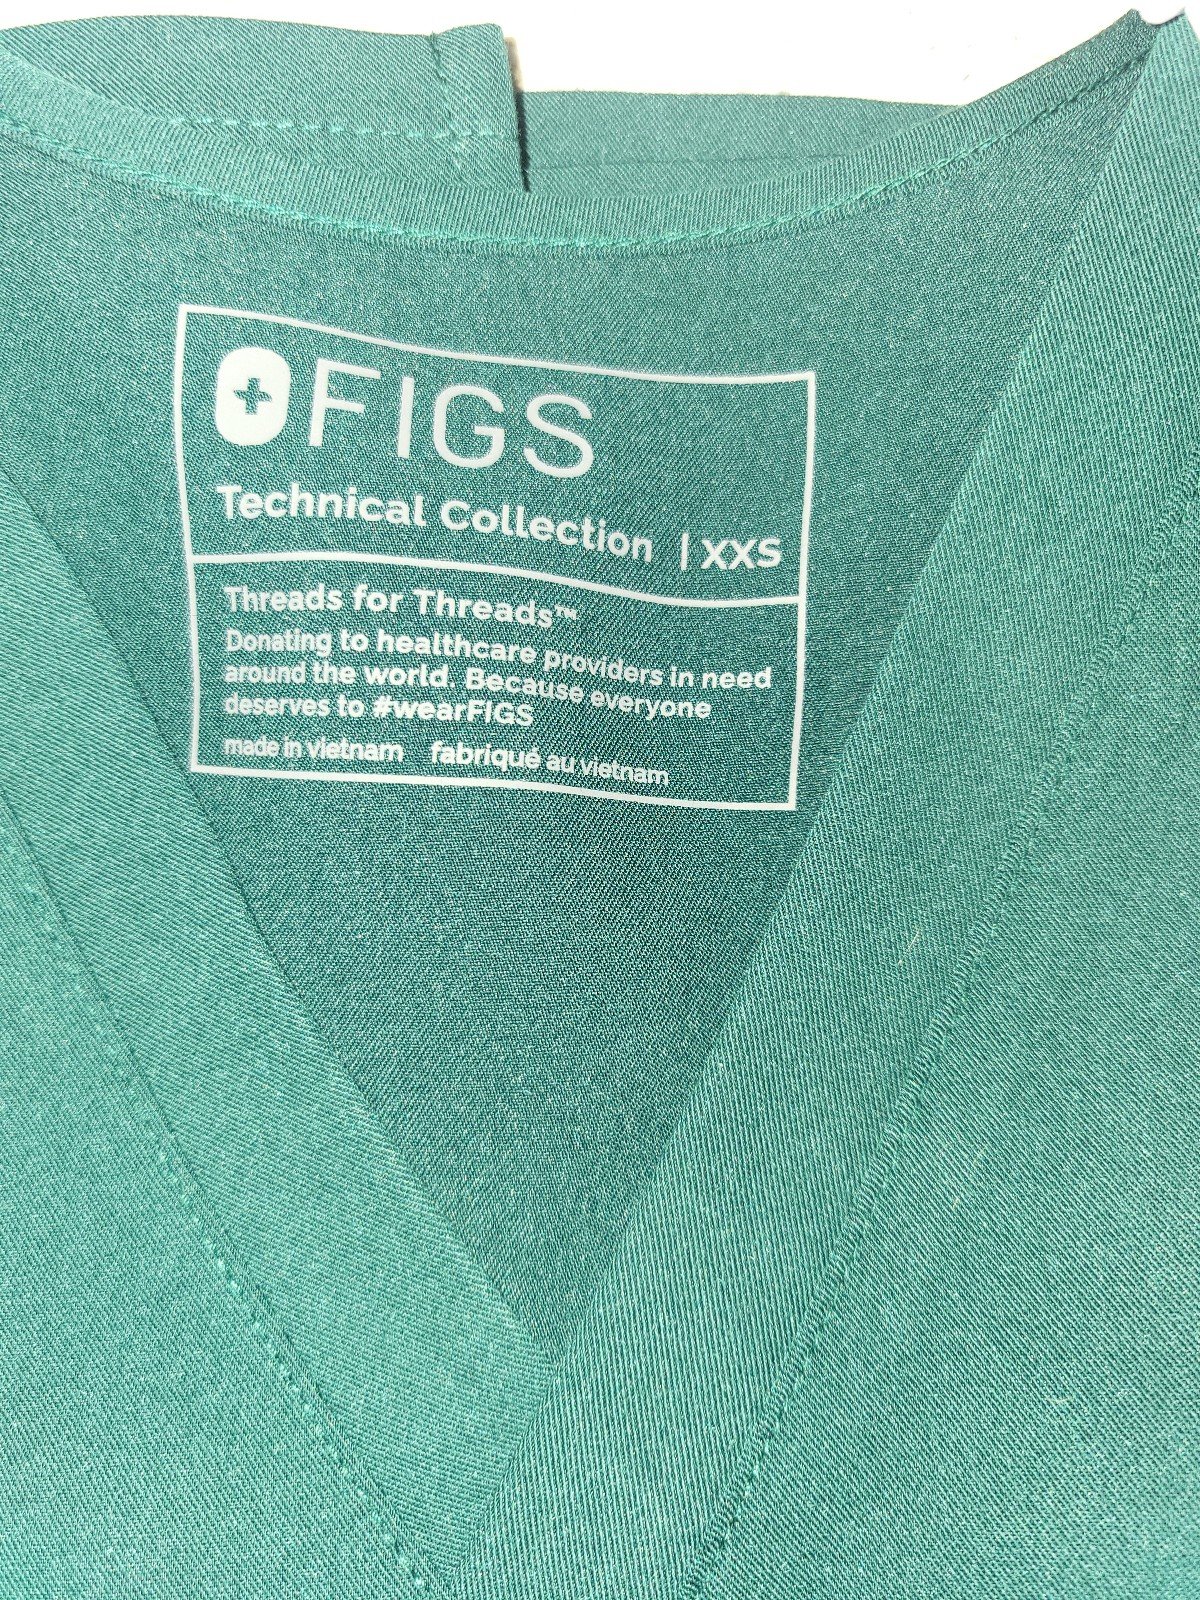 FIGS
Technical Collection | XXS
Threads for Threads™
Donating to healthcare providers in need
around the world. Because everyone
deserves to #wearFIGS
made in vietnam fabriqué au vietnam